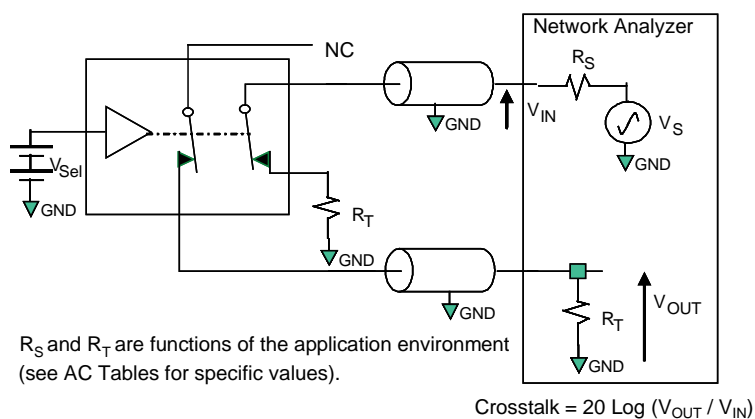 Network Analyzer
NC
R_S
GND
V_IN
V_S
GND
V_Sel
GND
R_T
GND
GND
R_T
V_OUT
GND
R_S and R_T are functions of the application environment
(see AC Tables for specific values).
Crosstalk = 20 Log (V_OUT / V_IN)